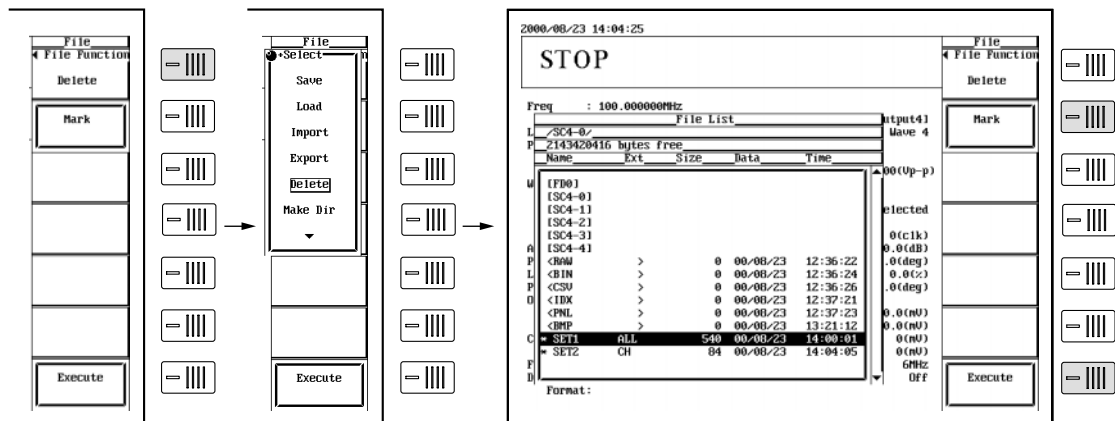 File
File Function
Delete
Mark
Execute
File
Select
Save
Load
Import
Export
Delete
Make Dir
Execute
2000/08/23 14:04:25
STOP
Freq : 100.000000MHz
File List
/SC4-0/
2143420416 bytes free
Name Ext Size Data Time
[FD0]
[SC4-0]
[SC4-1]
[SC4-2]
[SC4-3]
[SC4-4]
<RAW > 0 00/08/23 12:36:22
<BIN > 0 00/08/23 12:36:24
<CSV > 0 00/08/23 12:36:26
<IDX > 0 00/08/23 12:37:21
<PNL > 0 00/08/23 12:37:23
<BMP > 0 00/08/23 13:21:12
* SET1 ALL 540 00/08/23 14:00:01
* SET2 CH 84 00/08/23 14:04:05
Format:
L
P
W
A
P
L
P
O
C
F
D
utput4]
Wave 4
00(Vp-p)
elected
0(clk)
0.0(dB)
.0(deg)
0.0(%)
.0(deg)
0.0(mV)
0.0(mV)
0(mV)
0(mV)
6MHz
Off
File
File Function
Delete
Mark
Execute